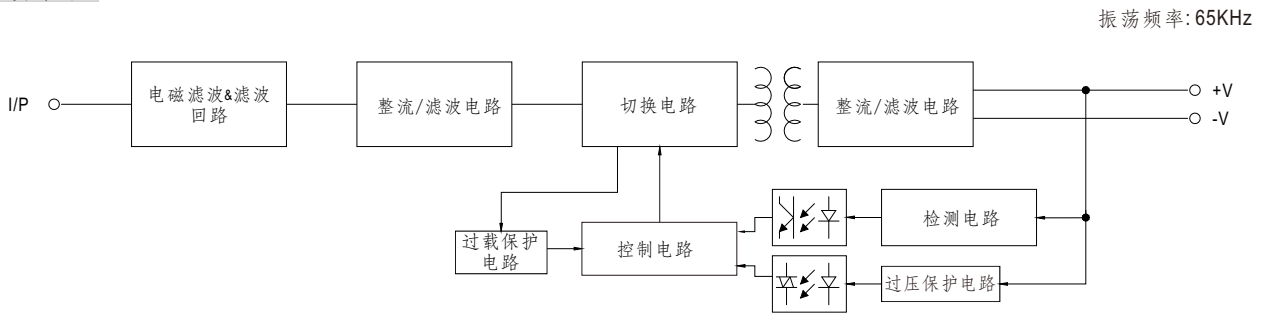 振荡频率:65KHz
I/P
电磁滤波&滤波
回路
整流/滤波电路
切换电路
整流/滤波电路
+V
-V
过载保护
电路
控制电路
检测电路
过压保护电路